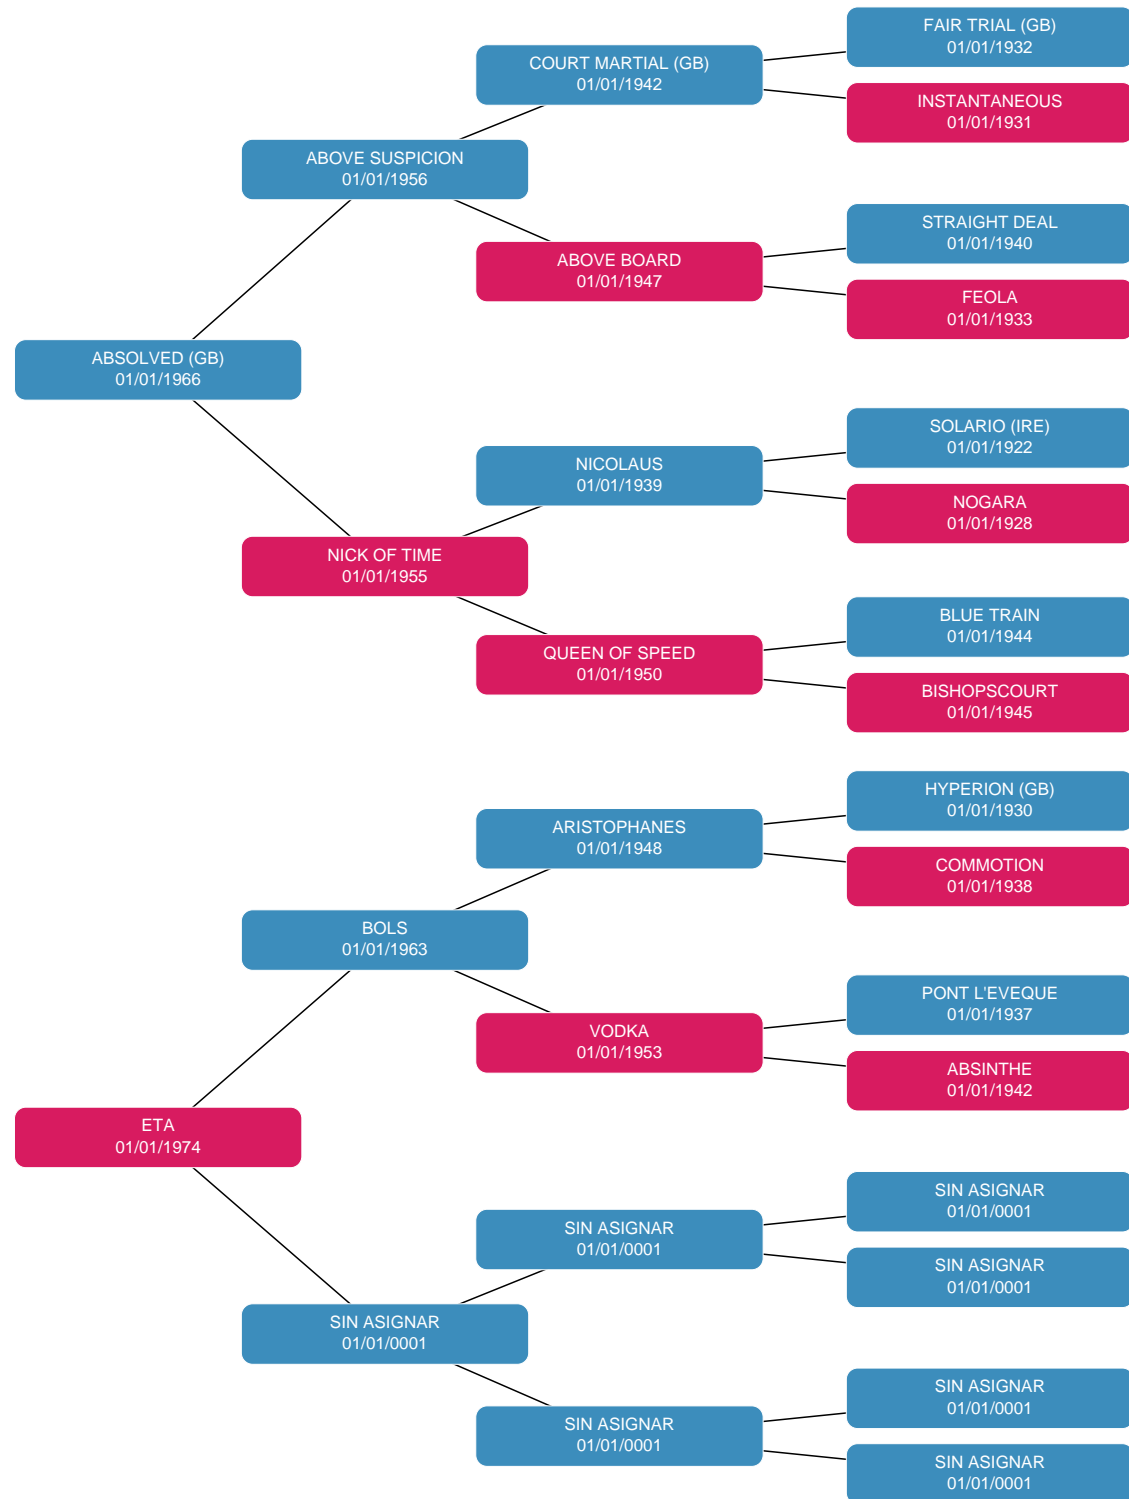 FAIR TRIAL (GB)
01/01/1932
COURT MARTIAL (GB)
01/01/1942
INSTANTANEOUS
01/01/1931
ABOVE SUSPICION
01/01/1956
STRAIGHT DEAL
01/01/1940
ABOVE BOARD
01/01/1947
FEOLA
01/01/1933
ABSOLVED (GB)
01/01/1966
SOLARIO (IRE)
01/01/1922
NICOLAUS
01/01/1939
NOGARA
01/01/1928
NICK OF TIME
01/01/1955
BLUE TRAIN
01/01/1944
QUEEN OF SPEED
01/01/1950
BISHOPSCOURT
01/01/1945
HYPERION (GB)
01/01/1930
ARISTOPHANES
01/01/1948
COMMOTION
01/01/1938
BOLS
01/01/1963
PONT L'EVEQUE
01/01/1937
VODKA
01/01/1953
ABSINTHE
01/01/1942
ETA
01/01/1974
SIN ASIGNAR
01/01/0001
SIN ASIGNAR
01/01/0001
SIN ASIGNAR
01/01/0001
SIN ASIGNAR
01/01/0001
SIN ASIGNAR
01/01/0001
SIN ASIGNAR
01/01/0001
SIN ASIGNAR
01/01/0001